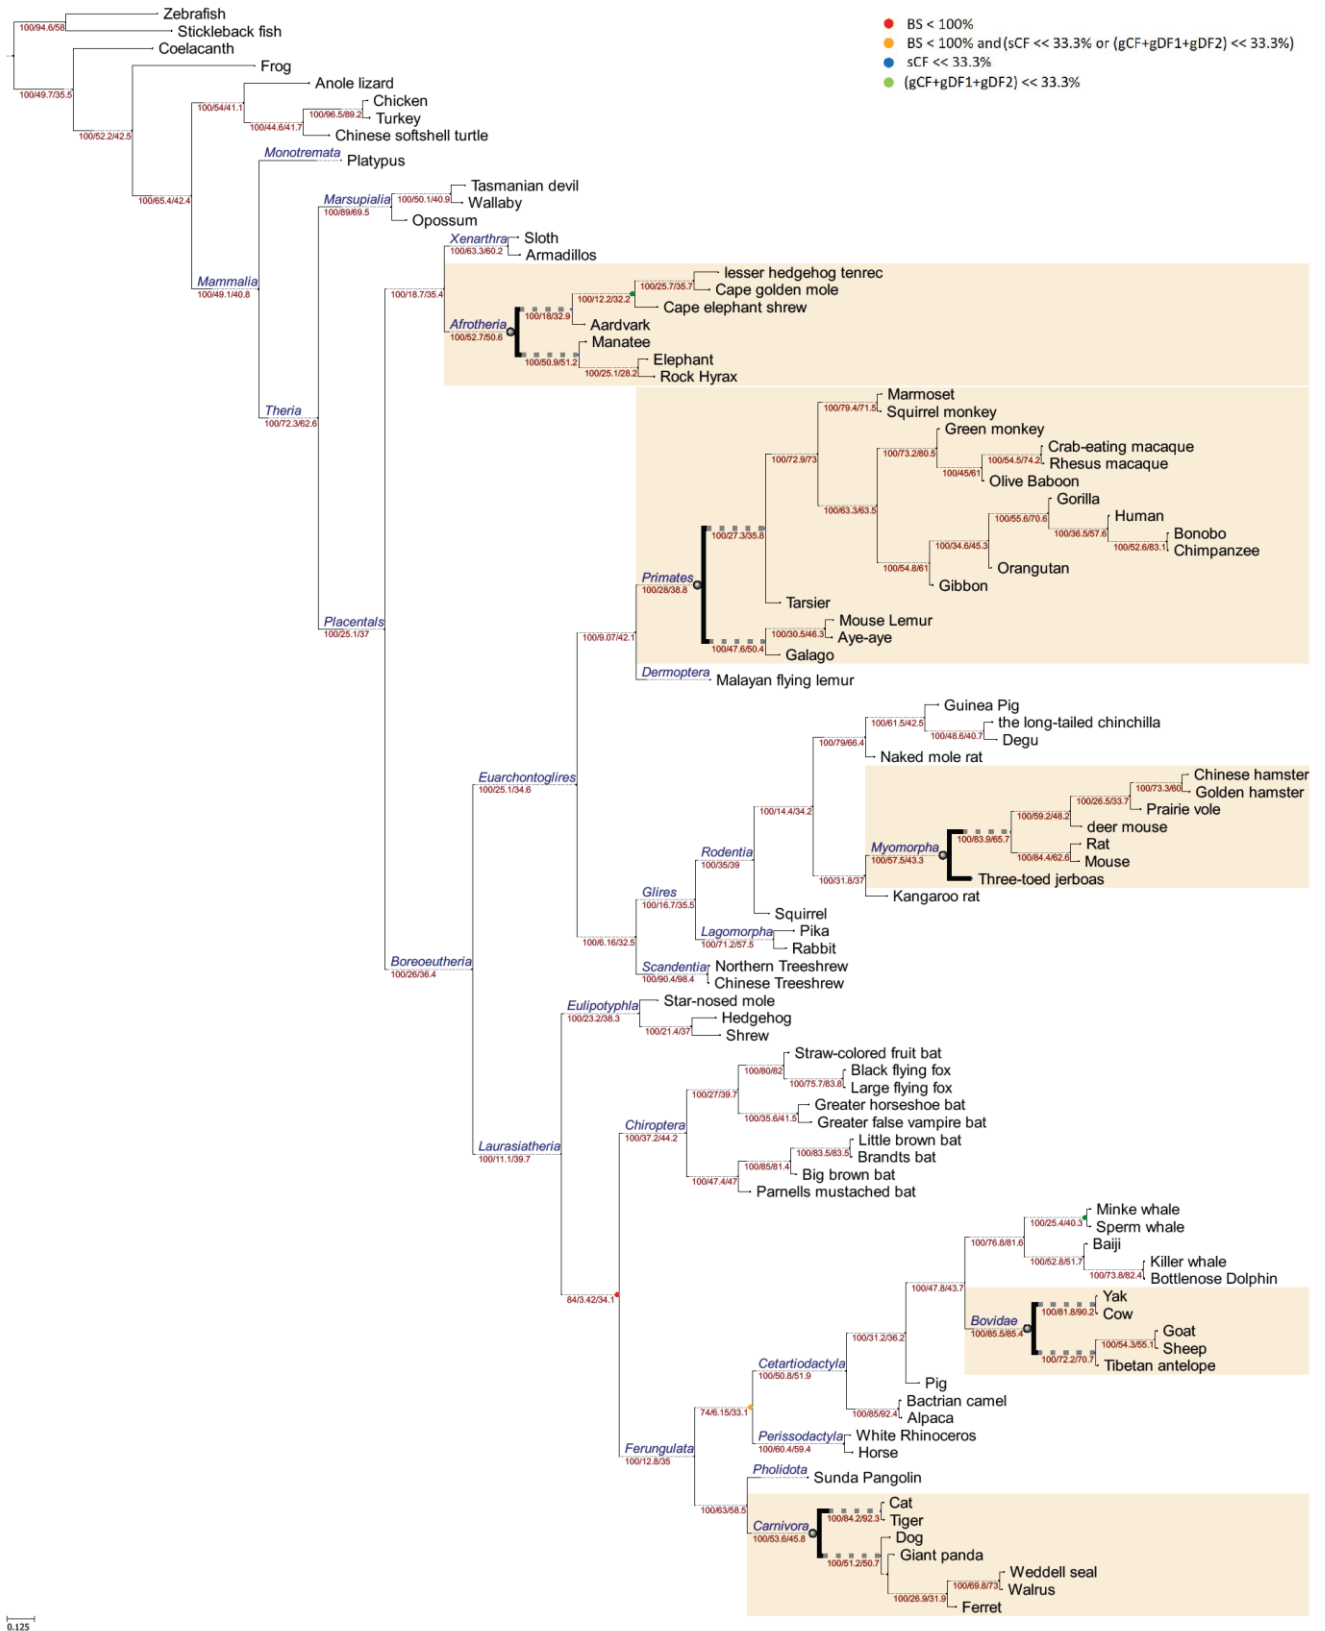 Zebrafish
100/94.6/58
Stickleback fish
Coelacanth
100/49.7/35.5
Frog
100/52.2/42.5
Anole lizard
100/54/41.1
Chicken
100/96.5/89.2
Turkey
100/44.6/41.7
Chinese softshell turtle
100/65.4/42.4
Monotremata
Platypus
Mammalia
100/49.1/40.8
Tasmanian devil
Marsupialia
100/50.1/40.9
Wallaby
100/89/69.5
Opossum
Theria
100/72.3/62.6
Xenarthra
Sloth
100/63.3/60.2
Armadillos
100/18.7/35.4
lesser hedgehog tenrec
100/25.7/35.7
Cape golden mole
100/12.2/32.2
Cape elephant shrew
100/18/32.9
Afrotheria
100/52.7/50.6
Aardvark
Manatee
100/50.9/51.2
Elephant
100/25.1/28.2
Rock Hyrax
Placentals
100/25.1/37
Marmoset
100/79.4/71.5
Squirrel monkey
Green monkey
100/73.2/80.5
Crab-eating macaque
100/54.5/74.2
Rhesus macaque
100/45/61
Olive Baboon
100/72.9/73
Gorilla
100/63.3/63.5
100/55.6/70.6
Human
100/36.5/57.6
Bonobo
100/52.6/83.1
Chimpanzee
100/34.6/45.3
Orangutan
100/54.8/61
Gibbon
100/27.3/35.8
Primates
100/28/38.8
Tarsier
Mouse Lemur
100/30.5/46.3
Aye-aye
100/47.6/50.4
Galago
100/9.07/42.1
Dermoptera
Malayan flying lemur
Euarchontoglires
100/25.1/34.6
Guinea Pig
100/61.5/42.5
the long-tailed chinchilla
100/48.6/40.7
Degu
100/79/66.4
Naked mole rat
Chinese hamster
100/73.3/60
Golden hamster
100/26.5/33.7
Prairie vole
100/59.2/48.2
deer mouse
100/14.4/34.2
100/83.9/65.7
Rat
Myomorpha
100/57.5/43.3
100/84.4/62.6
Mouse
Three-toed jerboas
100/31.8/37
Kangaroo rat
Rodentia
100/35/39
Squirrel
Glires
100/16.7/35.5
Lagomorpha
Pika
100/71.2/57.5
Rabbit
100/6.16/32.5
Scandentia
Northern Treeshrew
100/90.4/98.4
Chinese Treeshrew
Boreoeutheria
100/26/36.4
Eulipotyphla
Star-nosed mole
100/23.2/38.3
Hedgehog
100/21.4/37
Shrew
Laurasiatheria
100/11.1/39.7
Straw-colored fruit bat
100/80/82
Black flying fox
100/75.7/83.8
Large flying fox
100/27/39.7
Greater horseshoe bat
100/35.6/41.5
Greater false vampire bat
Chiroptera
100/37.2/44.2
Little brown bat
100/83.5/83.5
Brandts bat
100/85/81.4
Big brown bat
100/47.4/47
Parnells mustached bat
84/3.42/34.1
Minke whale
100/25.4/40.3
Sperm whale
100/76.8/81.6
Baiji
100/52.8/51.7
Killer whale
100/73.8/82.4
Bottlenose Dolphin
100/47.8/43.7
Yak
100/81.8/90.2
Cow
Bovidae
100/85.5/85.4
Goat
100/54.3/55.1
Sheep
100/72.2/70.7
Tibetan antelope
100/31.2/36.2
Pig
Cetartiodactyla
100/50.8/51.9
Bactrian camel
100/85/92.4
Alpaca
74/6.15/33.1
Perissodactyla
White Rhinoceros
100/60.4/59.4
Horse
Ferungulata
100/12.8/35
Pholidota
Sunda Pangolin
100/63/58.5
Cat
100/84.2/92.3
Tiger
Carnivora
100/53.6/45.8
Dog
100/51.2/50.7
Giant panda
Weddell seal
100/69.8/73
Walrus
100/26.9/31.9
Ferret
BS < 100%
BS < 100% and (sCF << 33.3% or (gCF+gDF1+gDF2) << 33.3%)
sCF << 33.3%
(gCF+gDF1+gDF2) << 33.3%
0.125